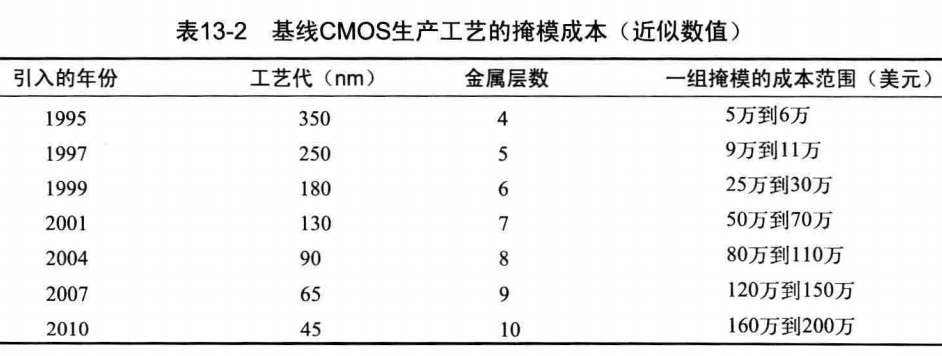 表13-2 基线CMOS生产工艺的掩模成本（近似数值）
引入的年份 工艺代（nm） 金属层数 一组掩模的成本范围（美元）
1995 350 4 5万到6万
1997 250 5 9万到11万
1999 180 6 25万到30万
2001 130 7 50万到70万
2004 90 8 80万到110万
2007 65 9 120万到150万
2010 45 10 160万到200万